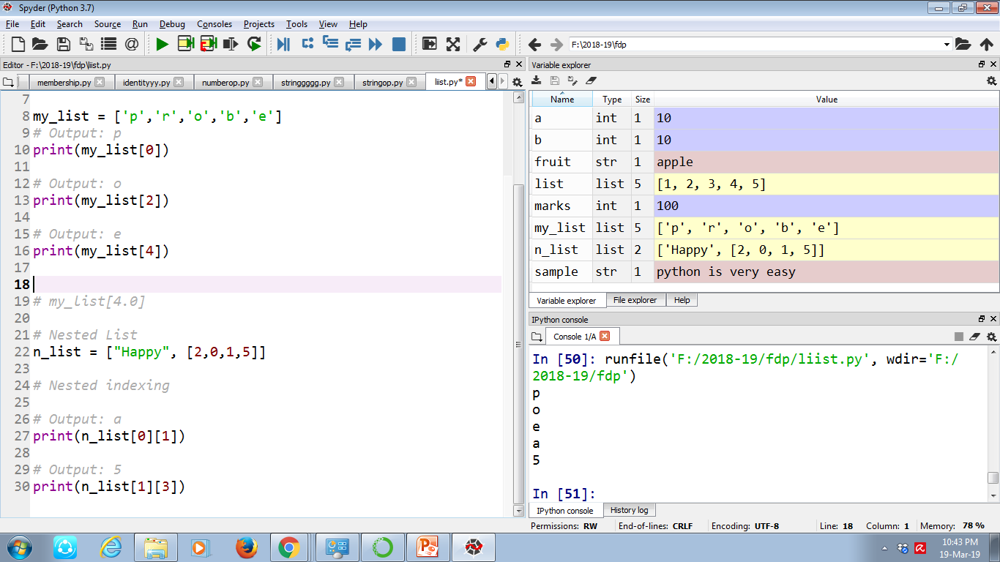 Spyder (Python 3.7)
File Edit Search Source Run Debug Consoles Projects Tools View Help
F:\2018-19\fdp
Editor - F:\2018-19\fdp\liist.py
membership.py identityyy.py numberop.py stringgggg.py stringop.py liist.py*
7
8 my_list = ['p','r','o','b','e']
9 # Output: p
10 print(my_list[0])
11
12 # Output: o
13 print(my_list[2])
14
15 # Output: e
16 print(my_list[4])
17
18
19 # my_list[4.0]
20
21 # Nested List
22 n_list = ["Happy", [2,0,1,5]]
23
24 # Nested indexing
25
26 # Output: a
27 print(n_list[0][1])
28
29 # Output: 5
30 print(n_list[1][3])
Variable explorer
Name Type Size Value
a int 1 10
b int 1 10
fruit str 1 apple
list list 5 [1, 2, 3, 4, 5]
marks int 1 100
my_list list 5 ['p', 'r', 'o', 'b', 'e']
n_list list 2 ['Happy', [2, 0, 1, 5]]
sample str 1 python is very easy
Variable explorer File explorer Help
IPython console
Console 1/A
In [50]: runfile('F:/2018-19/fdp/liist.py', wdir='F:/
2018-19/fdp')
p
o
e
a
5
In [51]:
IPython console History log
Permissions: RW End-of-lines: CRLF Encoding: UTF-8 Line: 18 Column: 1 Memory: 78 %
10:43 PM
19-Mar-19